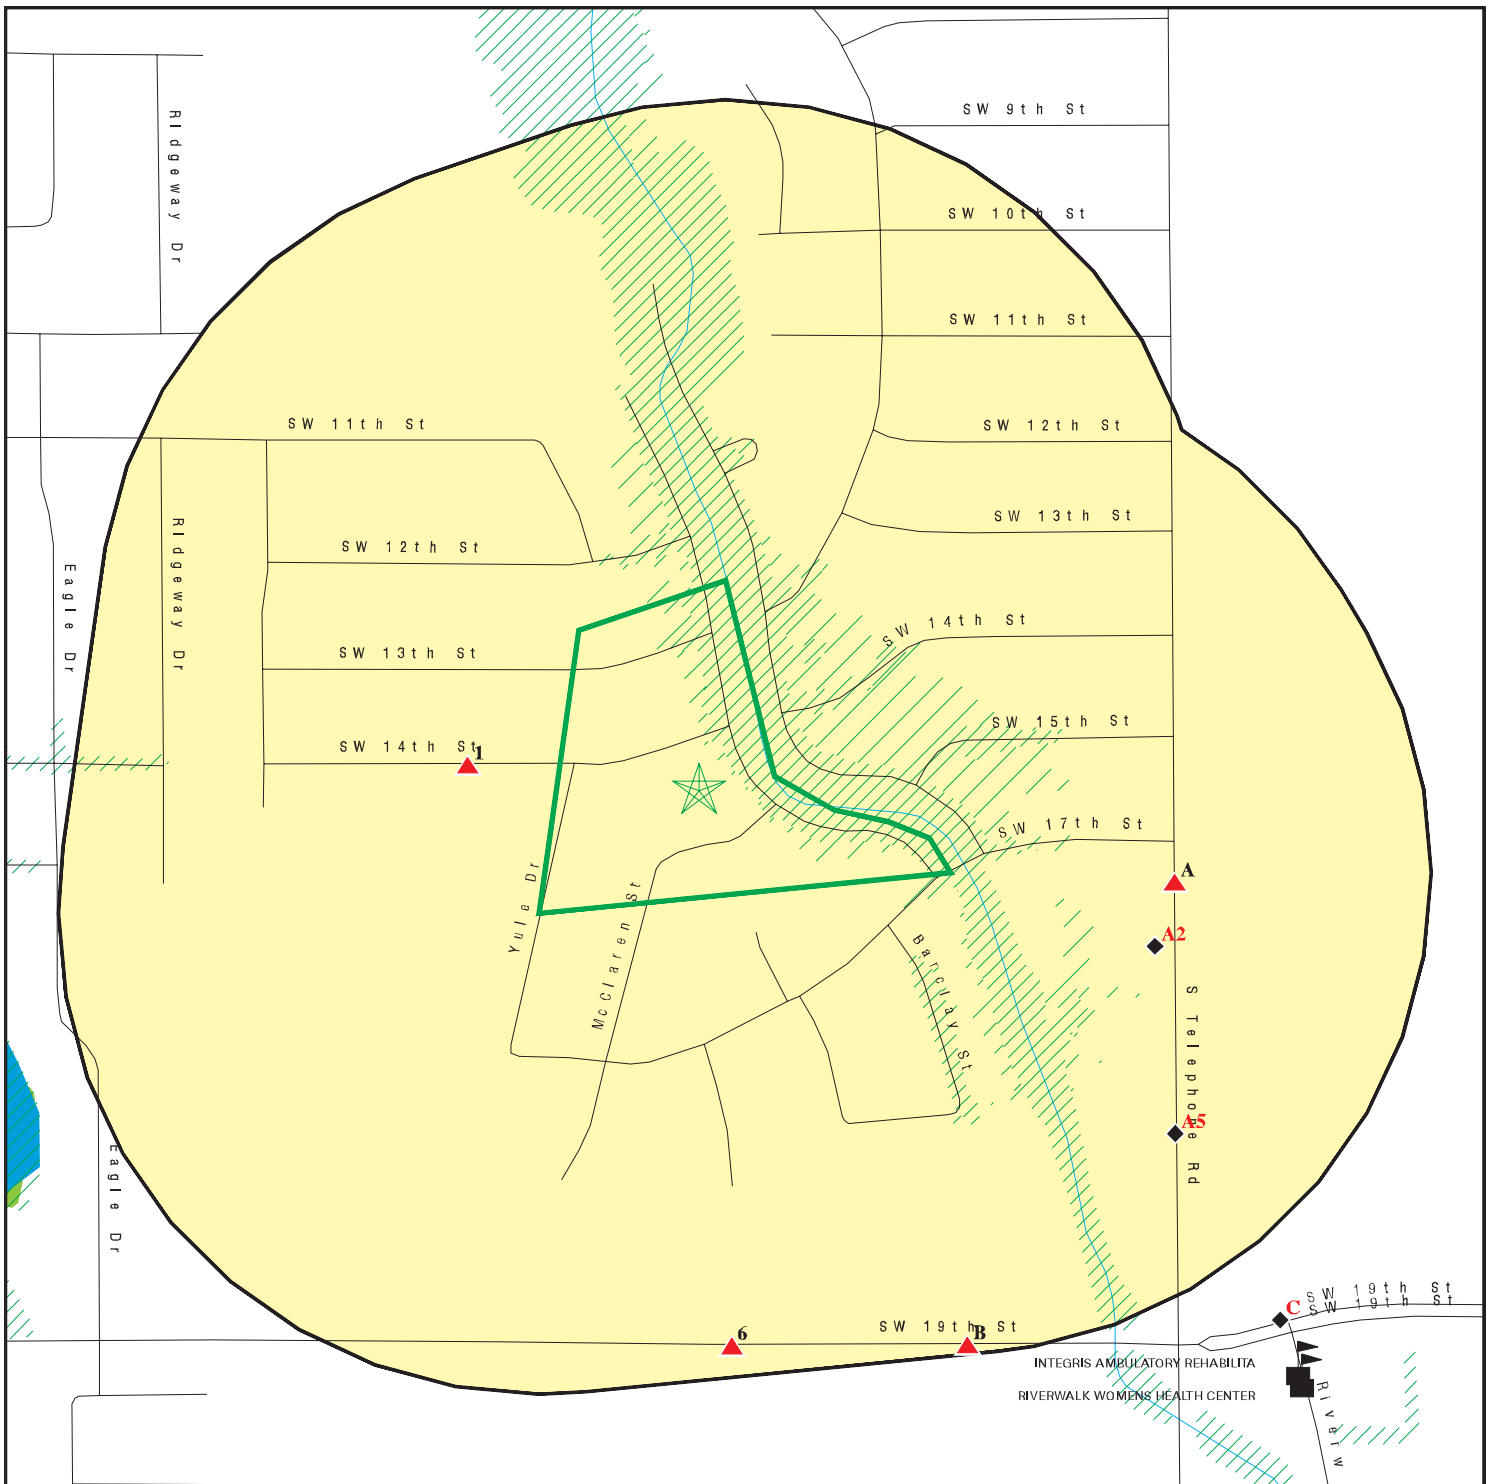 SW 9th St
RIdgeway Dr
SW 10th St
SW 11th St
SW 11th St
SW 12th St
SW 13th St
SW 12th St
RIdgeway Dr
Eagle Dr
SW 14th St
SW 13th St
SW 15th St
SW 14th St
1
SW 17th St
A
Yule Dr
McClaren St
Barclay St
A2
S Telephone Rd
A5
Eagle Dr
SW 19th St
SW 19th St
C
6
SW 19th St
B
INTEGRIS AMBULATORY REHABILITA
RIVERWALK WOMENS HEALTH CENTER
Riverw